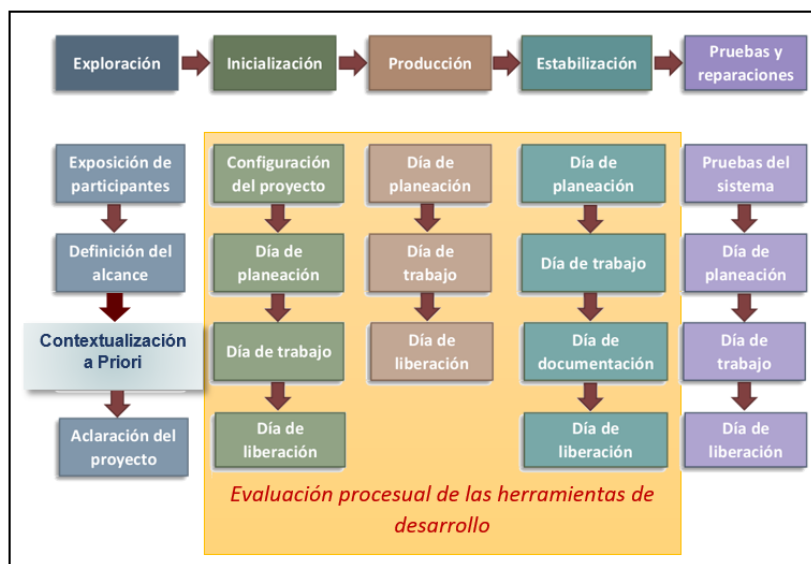 Exploración
Inicialización
Producción
Estabilización
Pruebas y
reparaciones
Exposición de
participantes
Definición del
alcance
Contextualización
a Priori
Aclaración del
proyecto
Configuración
del proyecto
Día de
planeación
Día de trabajo
Día de
liberación
Día de
planeación
Día de
trabajo
Día de
liberación
Día de
planeación
Día de trabajo
Día de
documentación
Día de
liberación
Pruebas del
sistema
Día de
planeación
Día de
trabajo
Día de
liberación
Evaluación procesual de las herramientas de
desarrollo